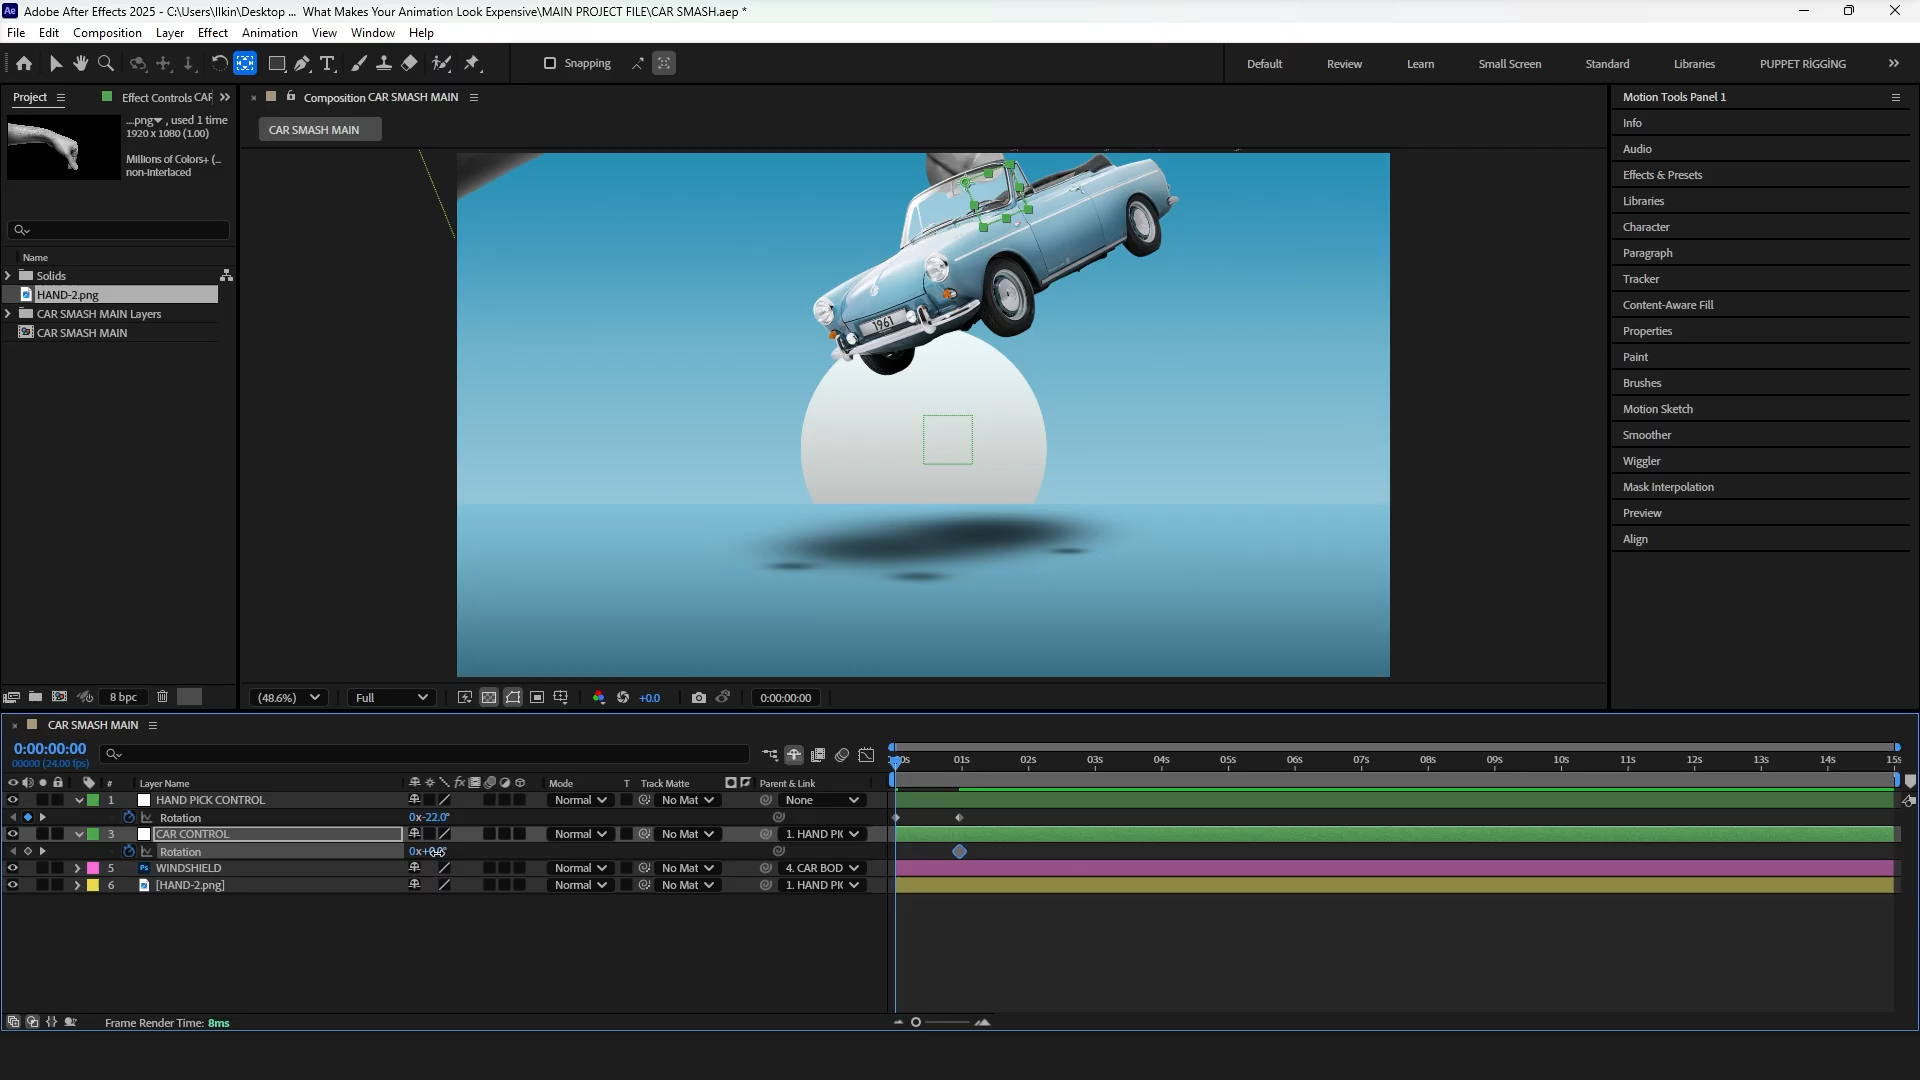 Adobe After Effects 2025 - C:\Users\Ilkin\Desktop ... What Makes Your Animation Look Expensive\MAIN PROJECT FILE\CAR SMASH.aep *
File Edit Composition Layer Effect Animation View Window Help
Snapping
Default Review Learn Small Screen Standard Libraries PUPPET RİGGİNG
Project
Effect Controls CAR
Composition CAR SMASH MAIN
CAR SMASH MAIN
....png▾ , used 1 time
1920 x 1080 (1.00)
Millions of Colors+ (...
non-interlaced
Name
Solids
HAND-2.png
CAR SMASH MAIN Layers
CAR SMASH MAIN
1961
Motion Tools Panel 1
Info
Audio
Effects & Presets
Libraries
Character
Paragraph
Tracker
Content-Aware Fill
Properties
Paint
Brushes
Motion Sketch
Smoother
Wiggler
Mask Interpolation
Preview
Align
8 bpc
(48.6%) Full +0.0 0:00:00:00
CAR SMASH MAIN
0:00:00:00
00000 (24.00 fps)
01s 02s 03s 04s 05s 06s 07s 08s 09s 10s 11s 12s 13s 14s 15s
# Layer Name Mode T Track Matte Parent & Link
1 HAND PICK CONTROL Normal No Mat None
Rotation 0x-22.0°
3 CAR CONTROL Normal No Mat 1. HAND PI
Rotation
5 WINDSHIELD Normal No Mat 4. CAR BOD
6 [HAND-2.png] Normal No Mat 1. HAND PI
Frame Render Time: 8ms